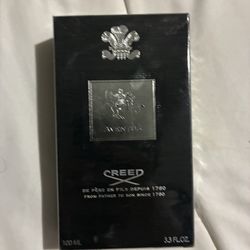 AVENTUS
CREED
DE PÈRE EN FILS DEPUIS 1760
FROM FATHER TO SON SINCE 1760
100 ML 3.3 FL.OZ.